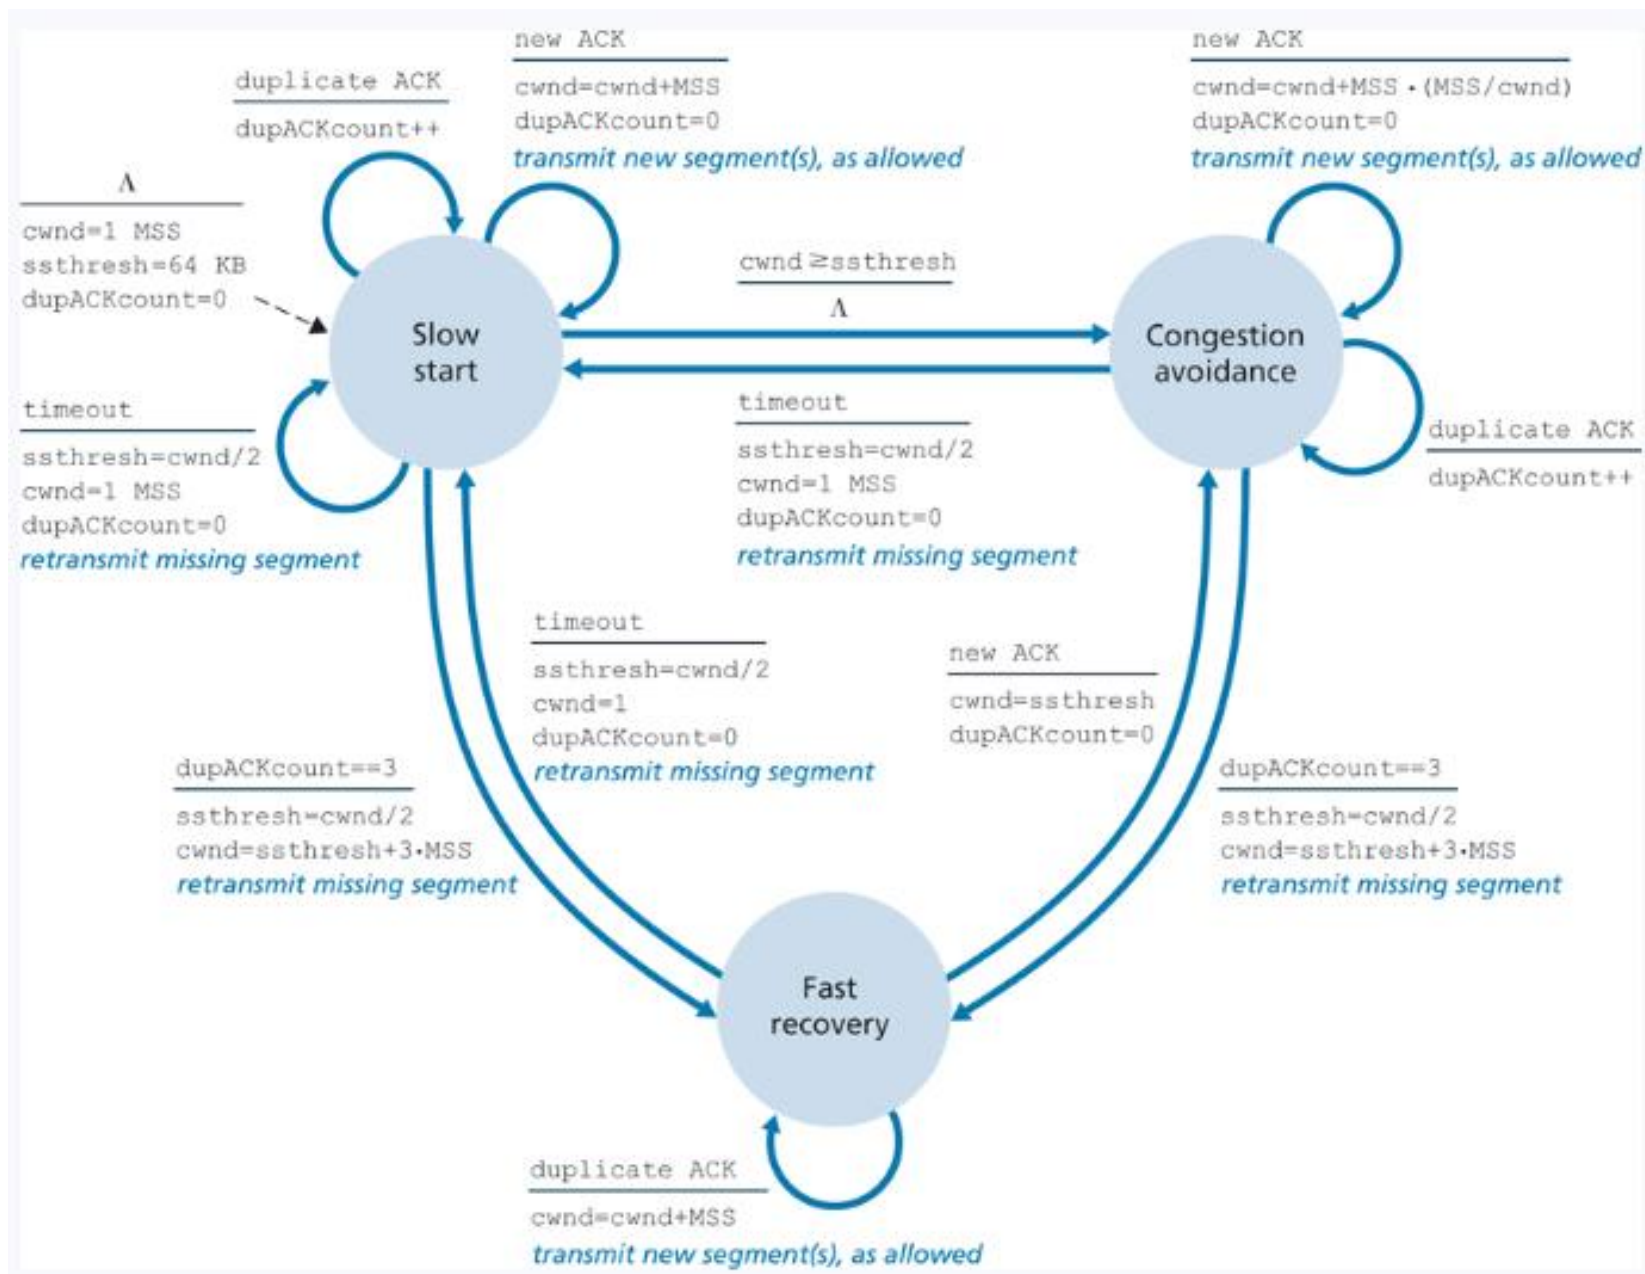 duplicate ACK
dupACKcount++
new ACK
cwnd=cwnd+MSS
dupACKcount=0
transmit new segment(s), as allowed
new ACK
cwnd=cwnd+MSS·(MSS/cwnd)
dupACKcount=0
transmit new segment(s), as allowed
Λ
cwnd=1 MSS
ssthresh=64 KB
dupACKcount=0
Slow
start
cwnd≥ssthresh
Λ
Congestion
avoidance
timeout
ssthresh=cwnd/2
cwnd=1 MSS
dupACKcount=0
retransmit missing segment
timeout
ssthresh=cwnd/2
cwnd=1 MSS
dupACKcount=0
retransmit missing segment
duplicate ACK
dupACKcount++
timeout
ssthresh=cwnd/2
cwnd=1
dupACKcount=0
retransmit missing segment
new ACK
cwnd=ssthresh
dupACKcount=0
dupACKcount==3
ssthresh=cwnd/2
cwnd=ssthresh+3·MSS
retransmit missing segment
dupACKcount==3
ssthresh=cwnd/2
cwnd=ssthresh+3·MSS
retransmit missing segment
Fast
recovery
duplicate ACK
cwnd=cwnd+MSS
transmit new segment(s), as allowed